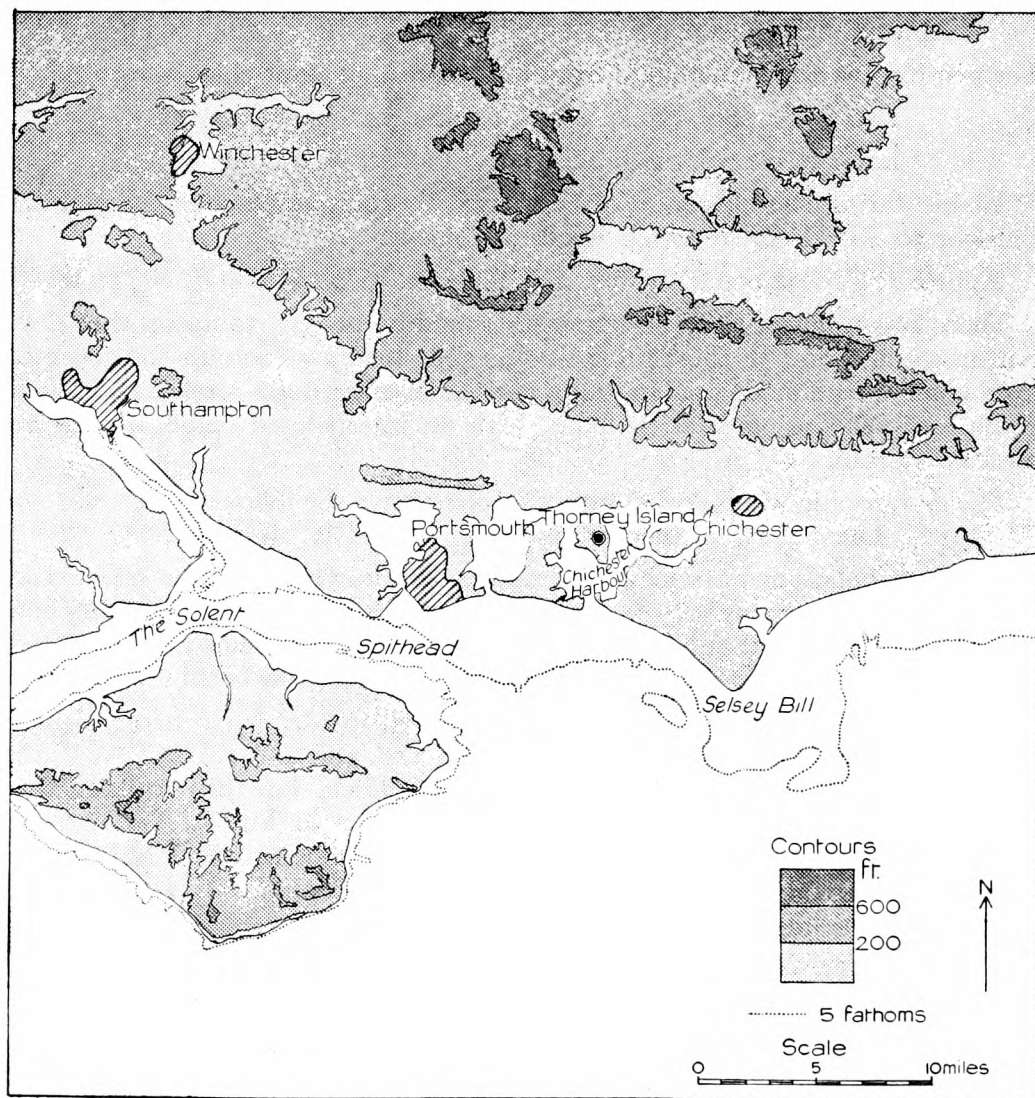 Winchester
Southampton
Portsmouth
Thorney Island
Chichester
Chichester
Harbour
The Solent
Spithead
Selsey Bill
Contours
ft.
600
200
N
5 fathoms
Scale
0 5 10miles